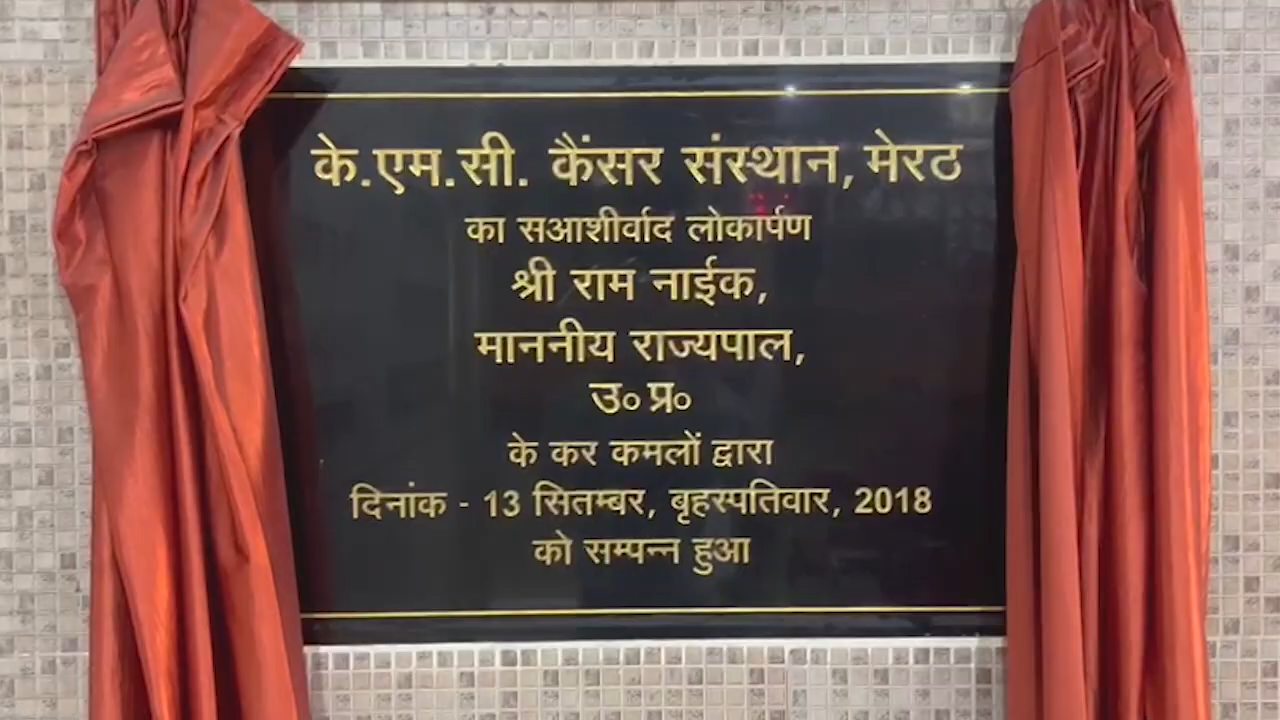 के.एम.सी. कैंसर संस्थान, मेरठ
का सआशीर्वाद लोकार्पण
श्री राम नाईक,
माननीय राज्यपाल,
उ० प्र०
के कर कमलों द्वारा
दिनांक - 13 सितम्बर, बृहस्पतिवार, 2018
को सम्पन्न हुआ